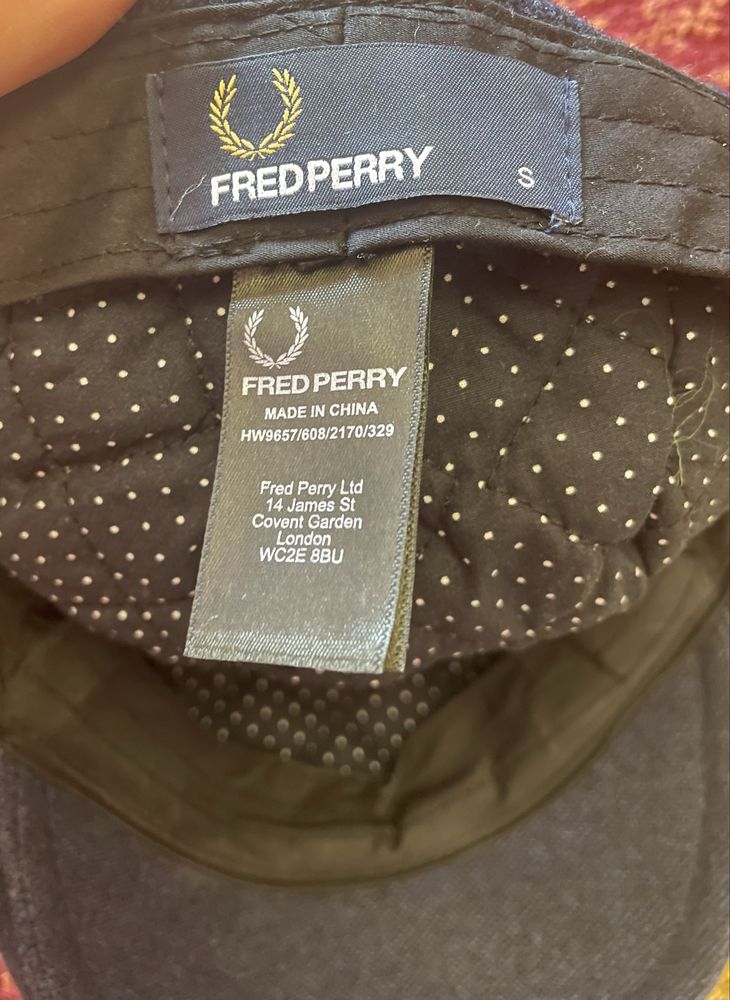 FRED PERRY S
FRED PERRY
MADE IN CHINA
HW9657/608/2170/329
Fred Perry Ltd
14 James St
Covent Garden
London
WC2E 8BU